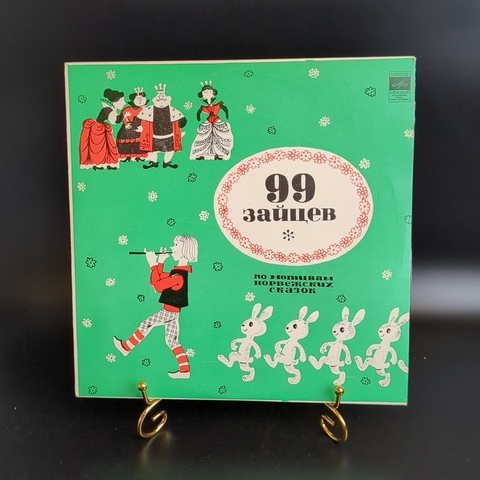 99
зайцев
по мотивам
норвежских
сказок